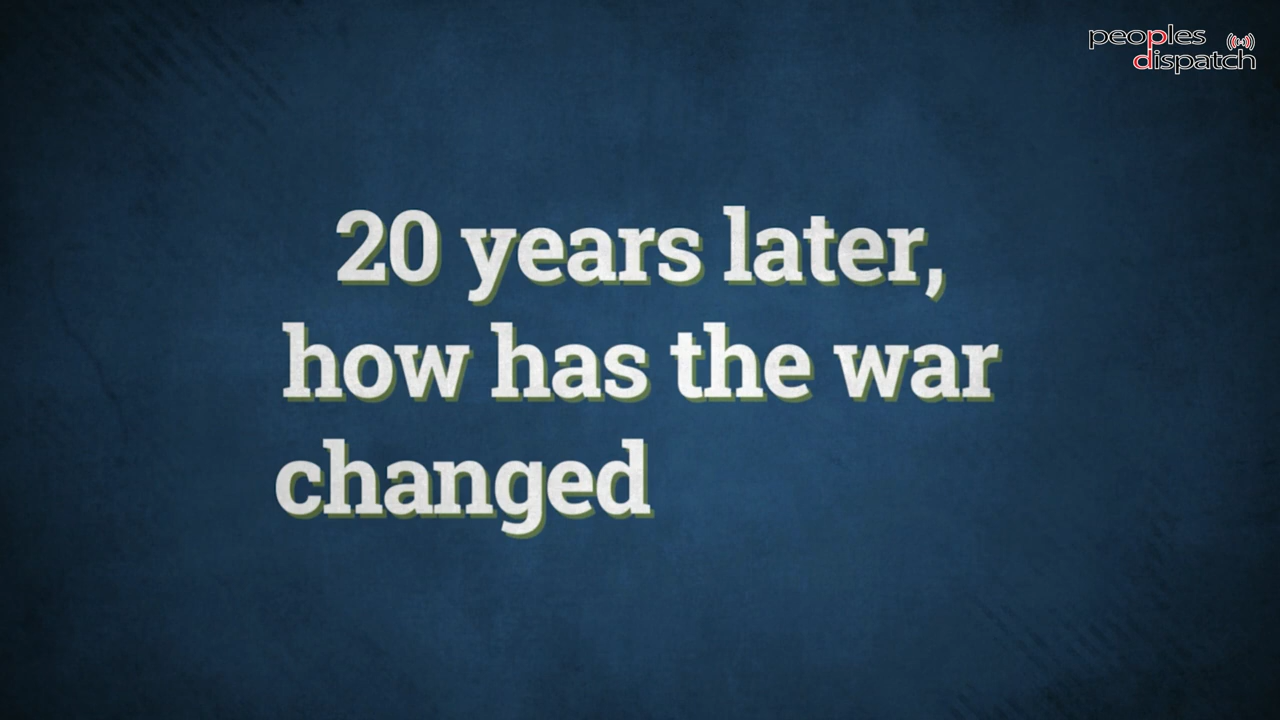 peoples
dispatch
20 years later,
how has the war
changed